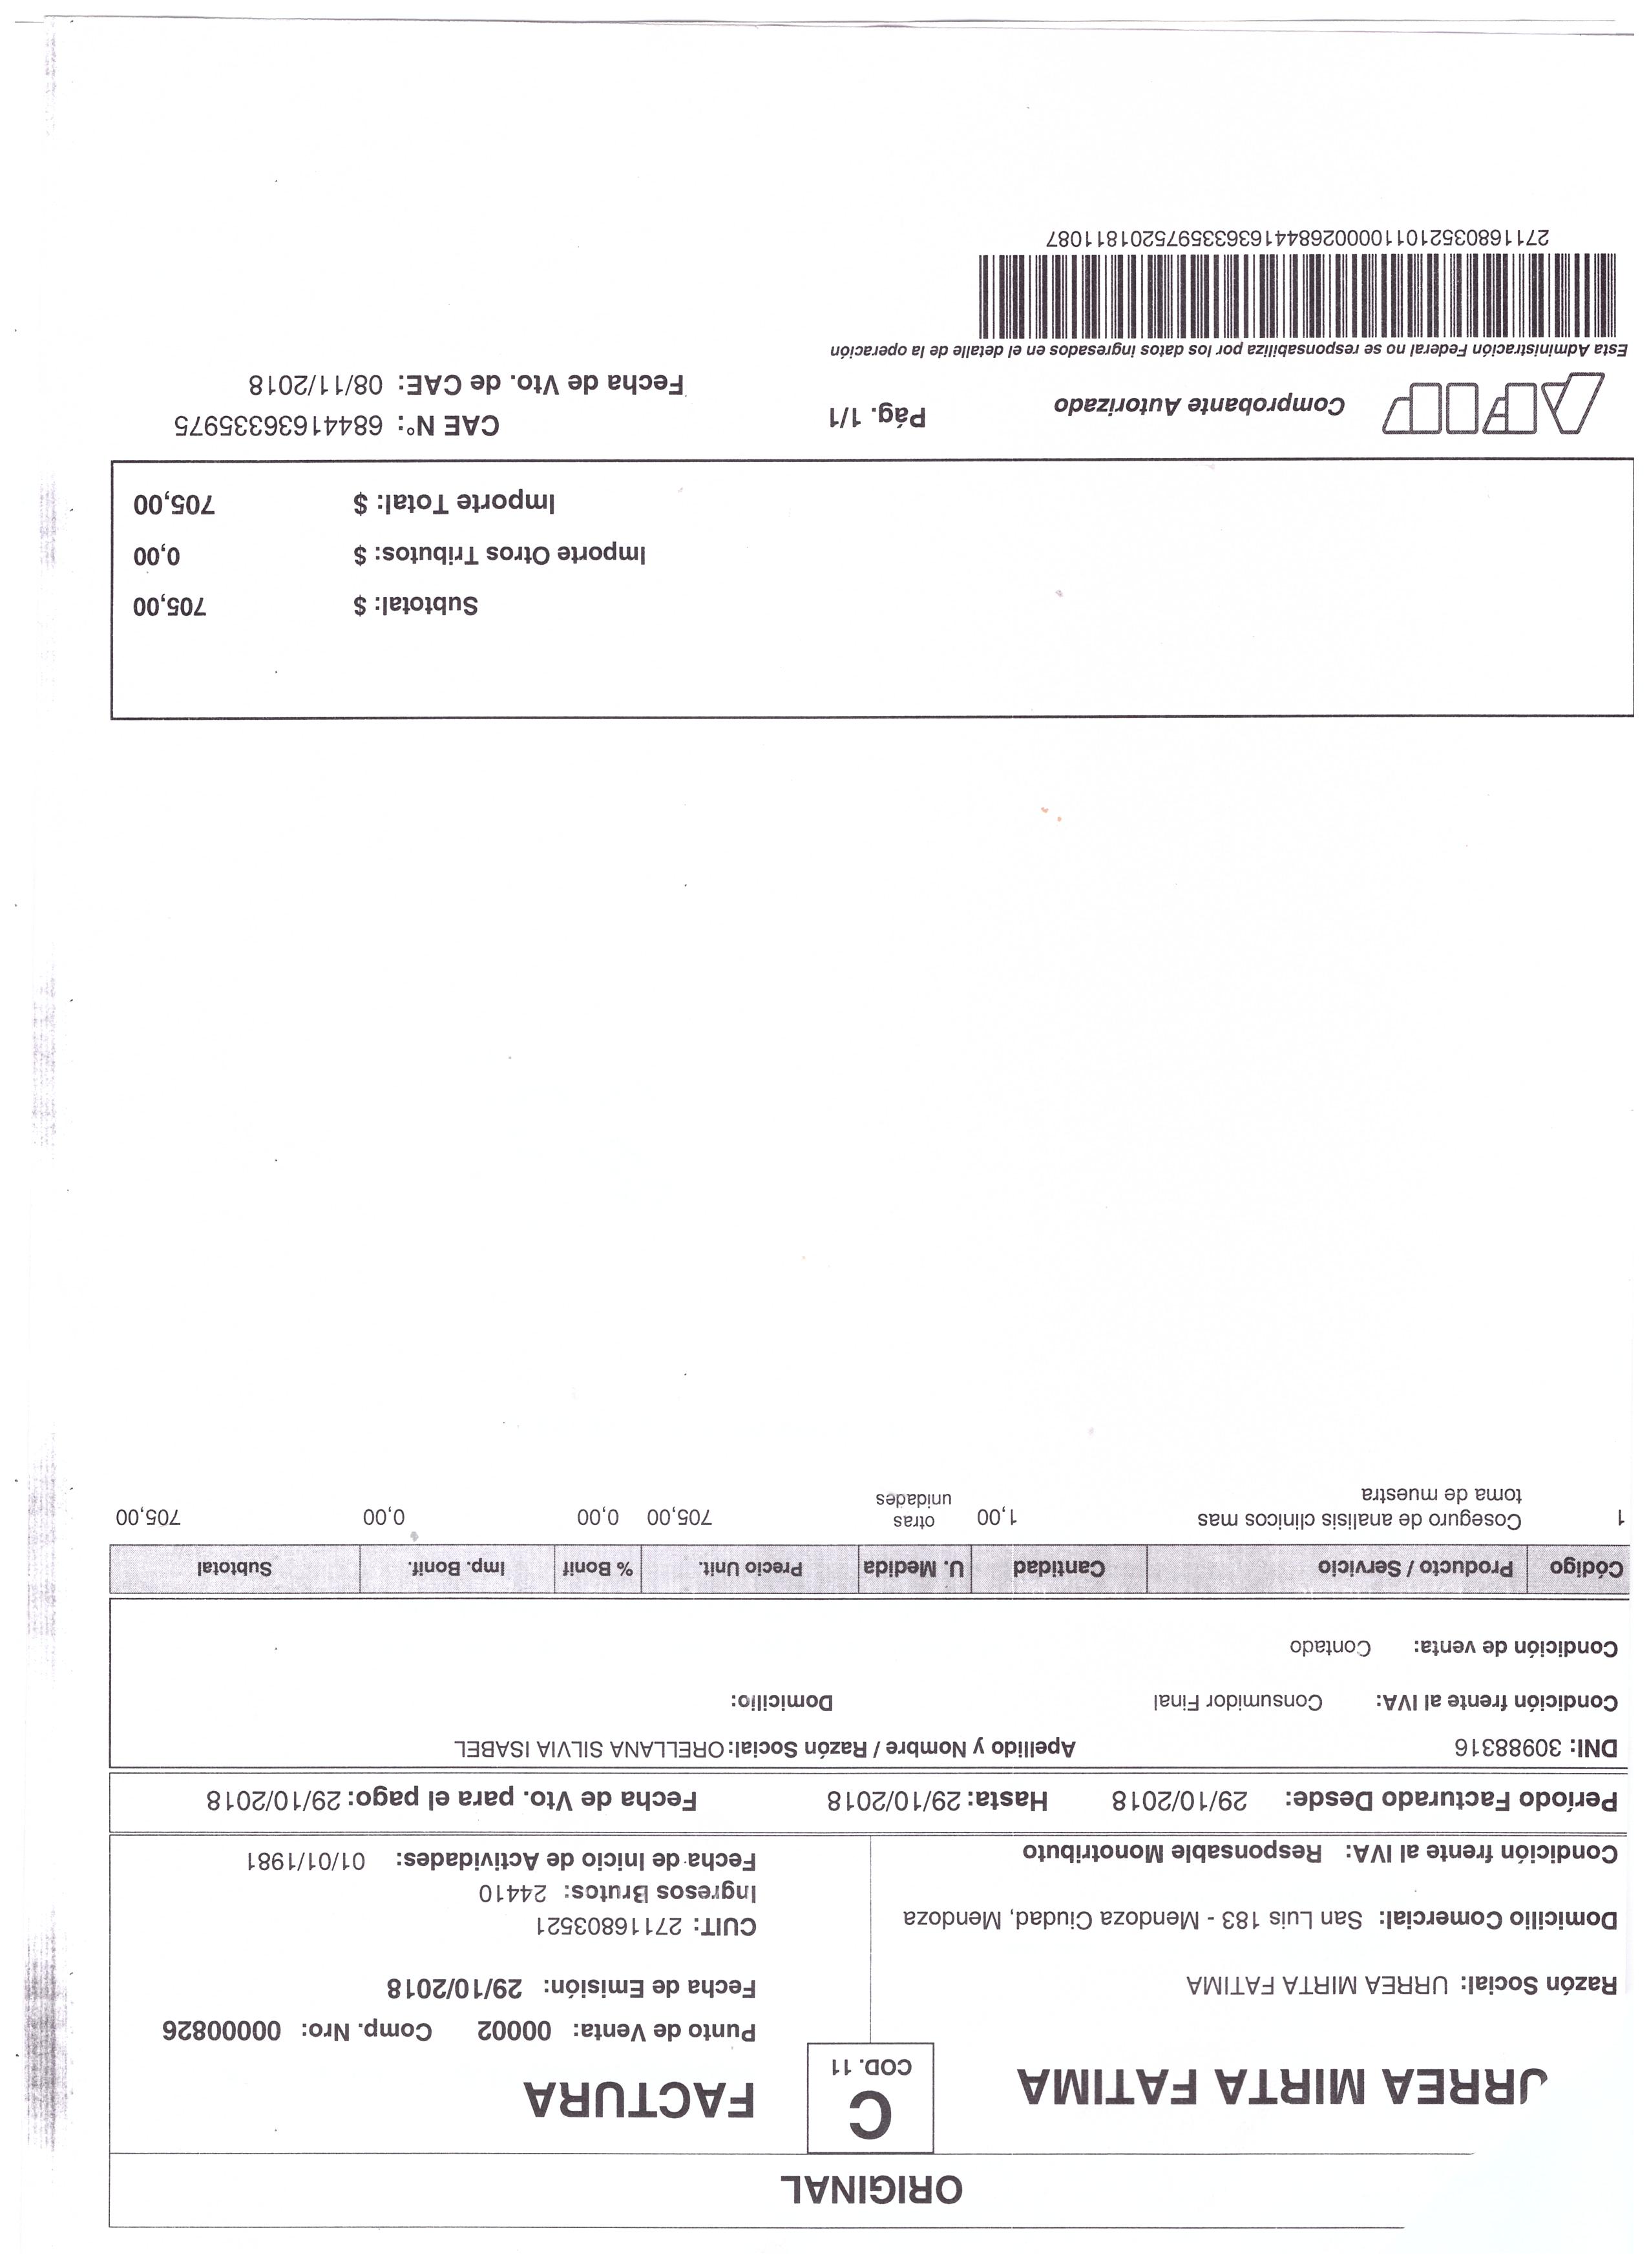 ORIGINAL
URREA MIRTA FATIMA
C
COD. 11
FACTURA
Punto de Venta: 00002 Comp. Nro: 00000826
Fecha de Emisión: 29/10/2018
Razón Social: URREA MIRTA FATIMA
CUIT: 27116803521
Domicilio Comercial: San Luis 183 - Mendoza Ciudad, Mendoza
Ingresos Brutos: 24410
Condición frente al IVA: Responsable Monotributo
Fecha de Inicio de Actividades: 01/01/1981
Período Facturado Desde: 29/10/2018 Hasta: 29/10/2018 Fecha de Vto. para el pago: 29/10/2018
DNI: 30988316 Apellido y Nombre / Razón Social: ORELLANA SILVIA ISABEL
Condición frente al IVA: Consumidor Final Domicilio:
Condición de venta: Contado
Código Producto / Servicio Cantidad U. Medida Precio Unit. % Bonif Imp. Bonif. Subtotal
1 Coseguro de analisis clinicos mas 1,00 otras 705,00 0,00 0,00 705,00
toma de muestra unidades
Subtotal: $ 705,00
Importe Otros Tributos: $ 0,00
Importe Total: $ 705,00
AFIP Comprobante Autorizado Pág. 1/1 CAE N°: 68441636335975
Fecha de Vto. de CAE: 08/11/2018
Esta Administración Federal no se responsabiliza por los datos ingresados en el detalle de la operación
2711680352101100002684416363359752018110​87